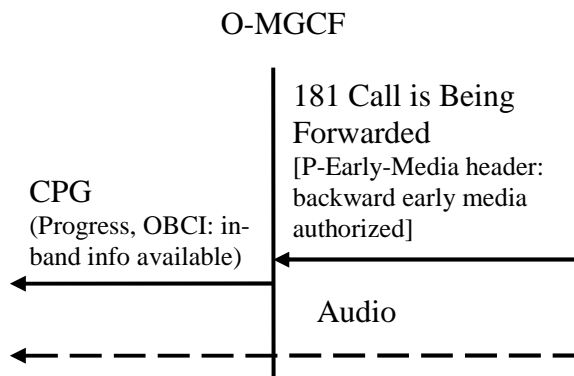 O-MGCF
181 Call is Being
Forwarded
[P-Early-Media header:
backward early media
authorized]
CPG
(Progress, OBCI: in-
band info available)
Audio